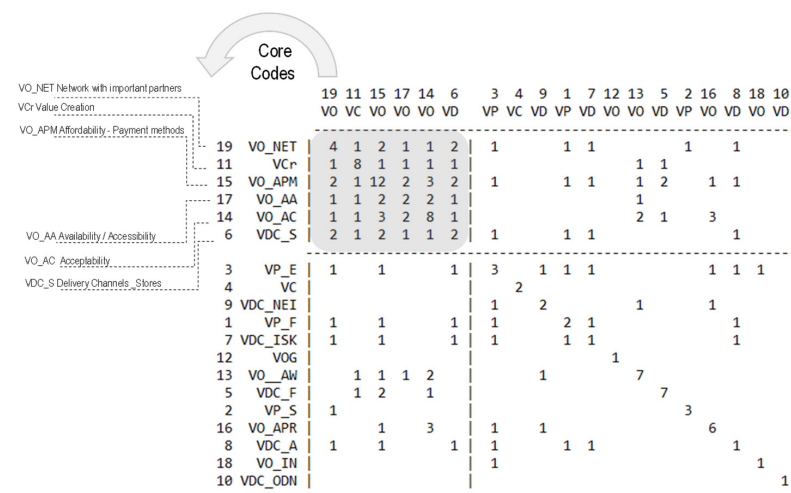 Core
Codes
19 11 15 17 14 6 3 4 9 1 7 12 13 5 2 16 8 18 10
VO VC VO VO VO VD VP VC VD VP VD VO VO VD VP VO VD VO VD
VO_NET Network with important partners
VCr Value Creation
VO_APM Affordability - Payment methods
VO_AA Availability / Accessibility
VO_AC Acceptability
VDC_S Delivery Channels _Stores
19 VO_NET | 4 1 2 1 1 2 | 1 1 1 1 1
11 VCr | 1 8 1 1 1 1 | 1 1
15 VO_APM | 2 1 12 2 3 2 | 1 1 1 1 2 1 1
17 VO_AA | 1 1 2 2 2 1 | 1
14 VO_AC | 1 1 3 2 8 1 | 2 1 3
6 VDC_S | 2 1 2 1 1 2 | 1 1 1 1
3 VP_E | 1 1 1 | 3 1 1 1 1 1 1
4 VC | | 2
9 VDC_NEI | | 1 2 1 1
1 VP_F | 1 1 1 | 1 2 1 1
7 VDC_ISK | 1 1 1 | 1 1 1 1
12 VOG | | 1
13 VO__AW | 1 1 1 2 | 1 7
5 VDC_F | 1 2 1 | 7
2 VP_S | 1 | 3
16 VO_APR | 1 3 | 1 1 6
8 VDC_A | 1 1 1 | 1 1 1 1
18 VO_IN | | 1 1
10 VDC_ODN | | 1